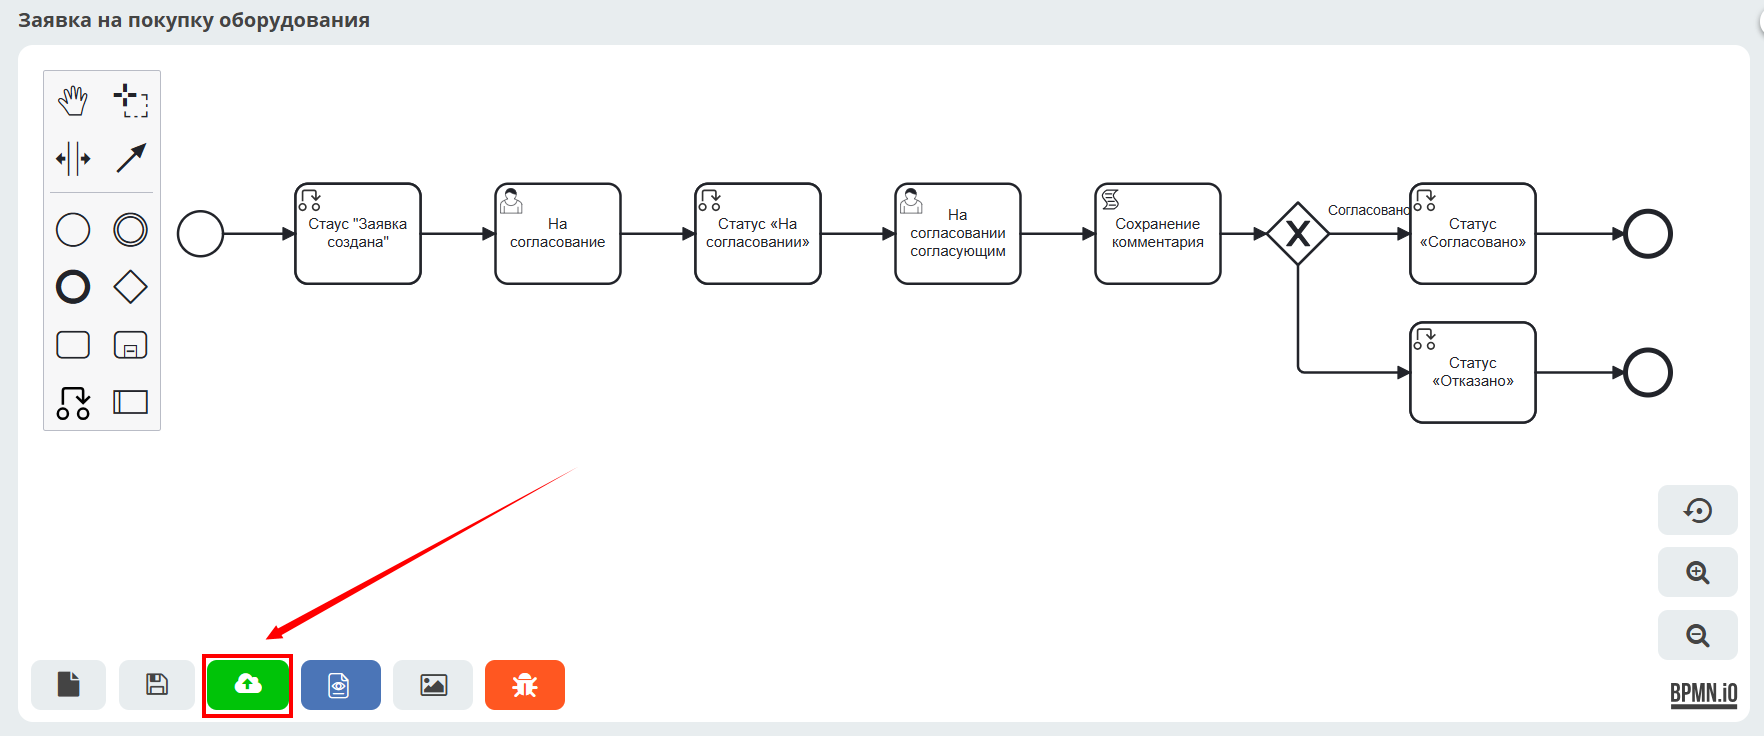 Заявка на покупку оборудования
Стаус "Заявка
создана"
На
согласование
Статус «На
согласовании»
На
согласовании
согласующим
Сохранение
комментария
Согласовано
Статус
«Согласовано»
Статус
«Отказано»
BPMN.iO